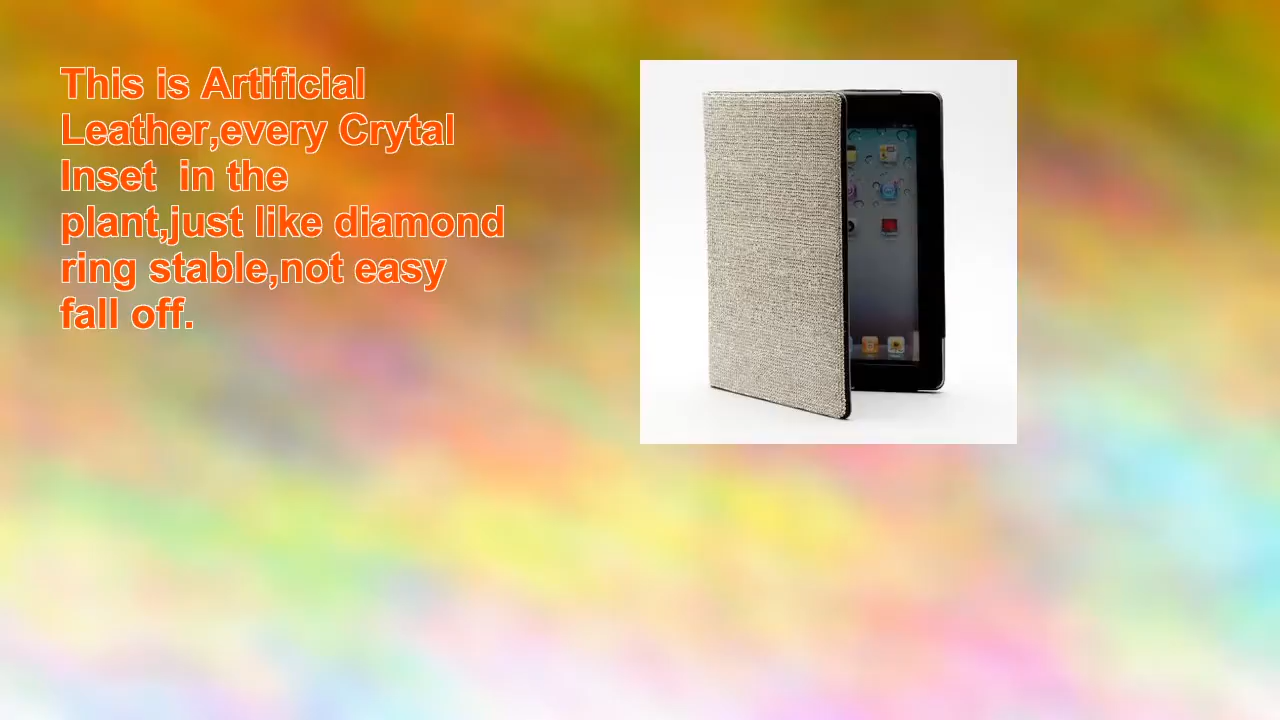 This is Artificial
Leather,every Crytal
Inset  in the
plant,just like diamond
ring stable,not easy
fall off.